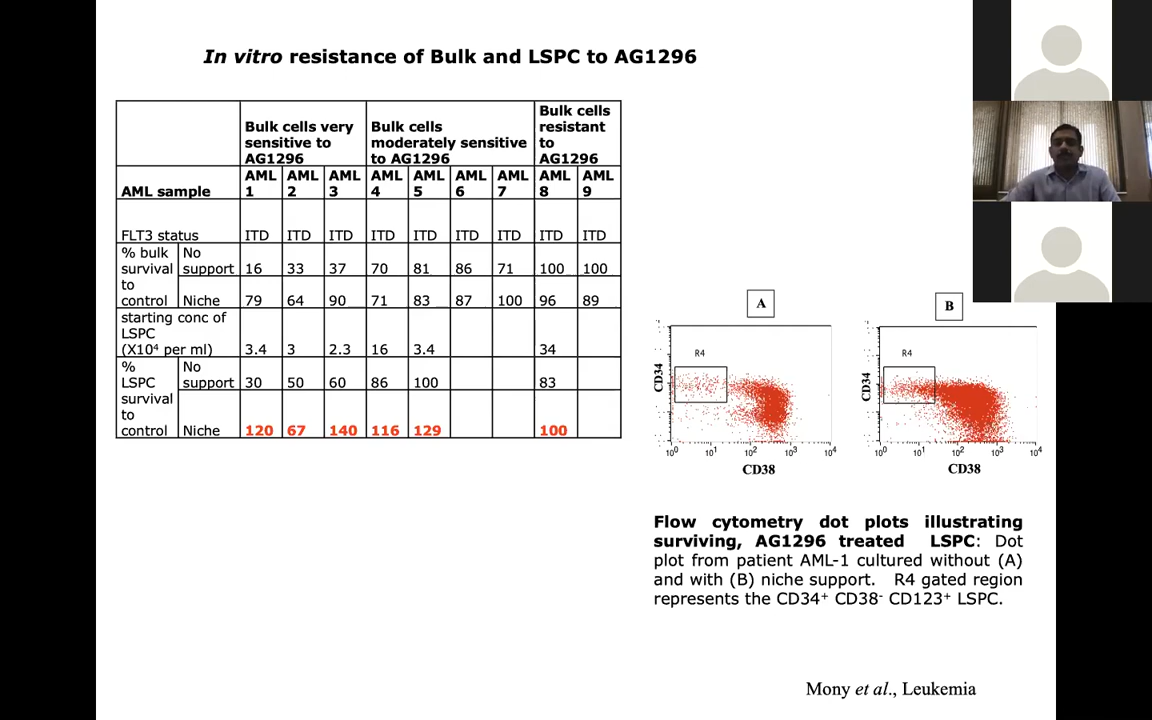 In vitro resistance of Bulk and LSPC to AG1296
Bulk cells very sensitive to AG1296
Bulk cells moderately sensitive to AG1296
Bulk cells resistant to AG1296
AML sample AML 1 AML 2 AML 3 AML 4 AML 5 AML 6 AML 7 AML 8 AML 9
FLT3 status ITD ITD ITD ITD ITD ITD ITD ITD ITD
% bulk survival to control
No support 16 33 37 70 81 86 71 100 100
Niche 79 64 90 71 83 87 100 96 89
starting conc of LSPC (X10⁴ per ml) 3.4 3 2.3 16 3.4 34
% LSPC survival to control
No support 30 50 60 86 100 83
Niche 120 67 140 116 129 100
A
R4
CD34
10⁰ 10¹ 10² 10³ 10⁴
CD38
B
R4
CD34
10⁰ 10¹ 10² 10³ 10⁴
CD38
Flow cytometry dot plots illustrating
surviving, AG1296 treated LSPC: Dot
plot from patient AML-1 cultured without (A)
and with (B) niche support. R4 gated region
represents the CD34⁺ CD38⁻ CD123⁺ LSPC.
Mony et al., Leukemia